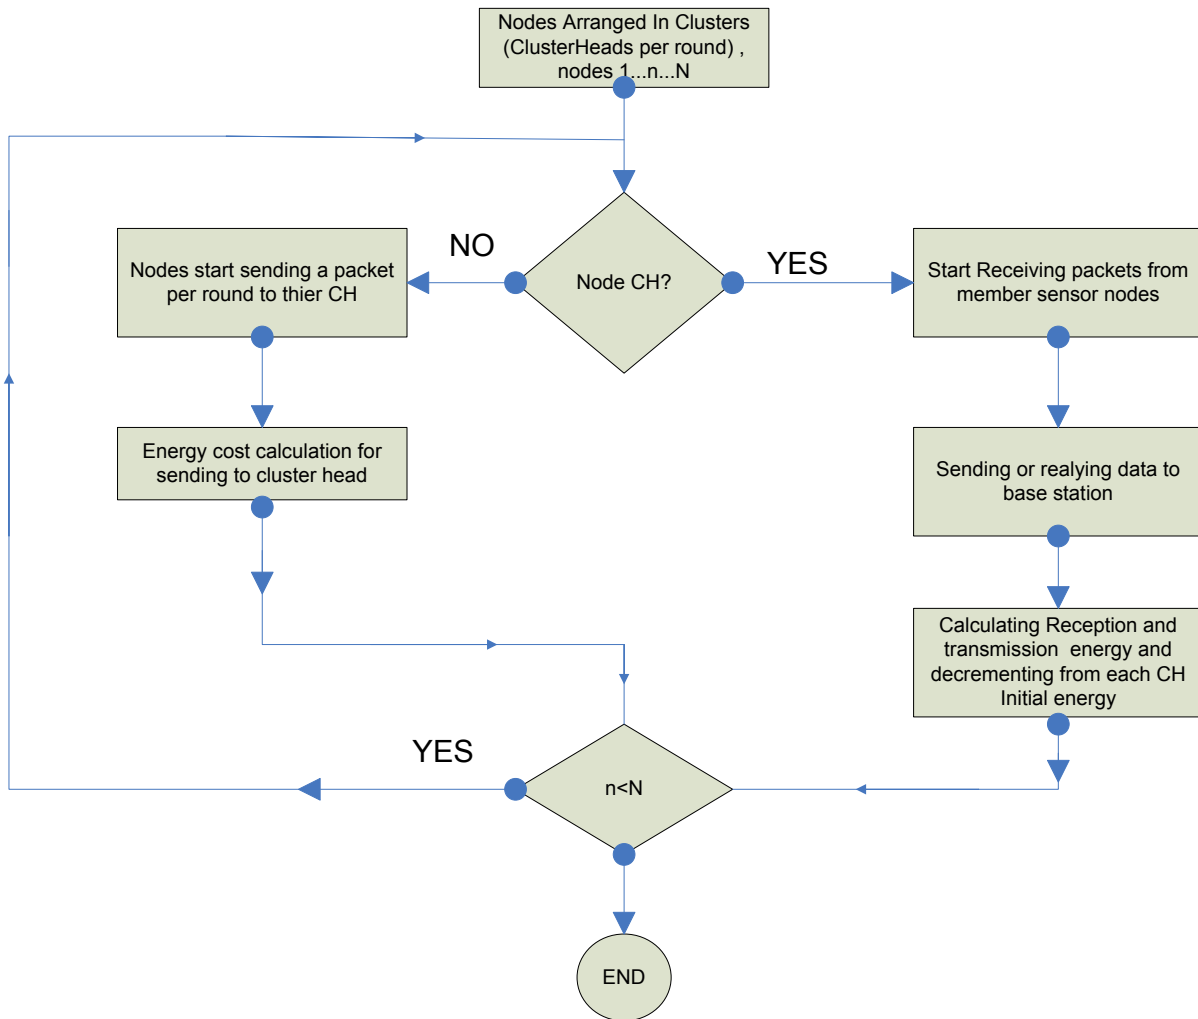 Nodes Arranged In Clusters
(ClusterHeads per round) ,
nodes 1...n...N
NO
YES
Node CH?
Nodes start sending a packet
per round to thier CH
Start Receiving packets from
member sensor nodes
Energy cost calculation for
sending to cluster head
Sending or realying data to
base station
Calculating Reception and
transmission  energy and
decrementing from each CH
Initial energy
YES
n<N
END